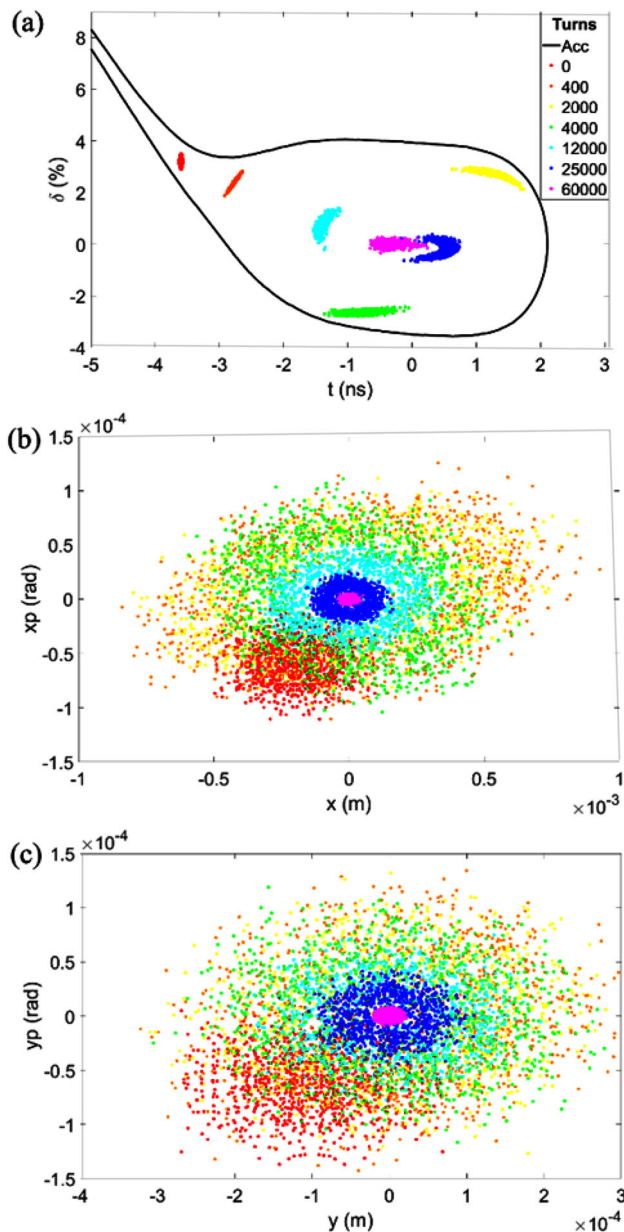 (a)
8
6
4
2
0
-2
-4
δ (%)
-5 -4 -3 -2 -1 0 1 2 3
t (ns)
Turns
Acc
0
400
2000
4000
12000
25000
60000
(b)
×10⁻⁴
1.5
1
0.5
0
-0.5
-1
-1.5
xp (rad)
-1 -0.5 0 0.5 1
x (m)
×10⁻³
(c)
×10⁻⁴
1.5
1
0.5
0
-0.5
-1
-1.5
yp (rad)
-4 -3 -2 -1 0 1 2 3
y (m)
×10⁻⁴